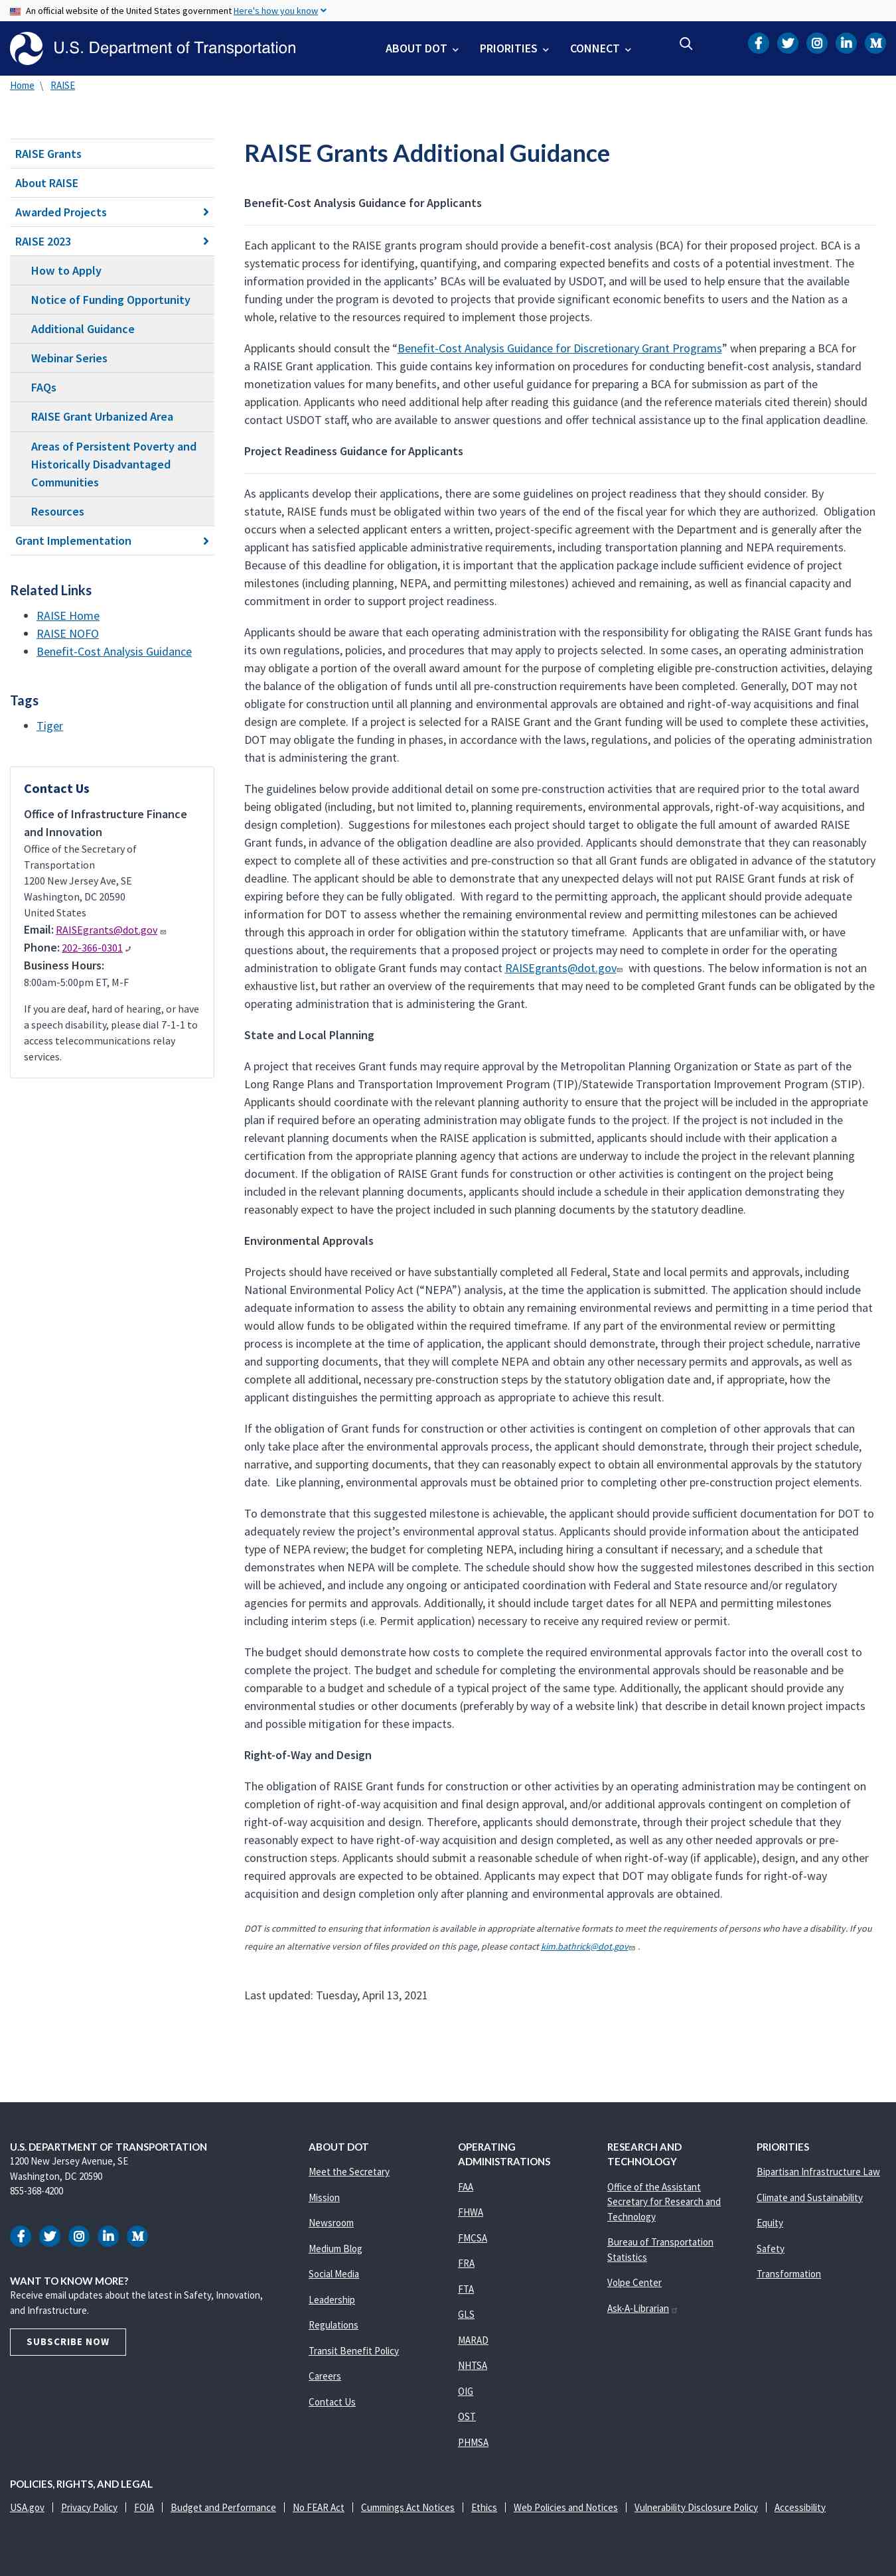 An official website of the United States government Here's how you know
U.S. Department of Transportation
ABOUT DOT
PRIORITIES
CONNECT
Home \ RAISE
RAISE Grants
About RAISE
Awarded Projects
RAISE 2023
How to Apply
Notice of Funding Opportunity
Additional Guidance
Webinar Series
FAQs
RAISE Grant Urbanized Area
Areas of Persistent Poverty and
Historically Disadvantaged
Communities
Resources
Grant Implementation
Related Links
RAISE Home
RAISE NOFO
Benefit-Cost Analysis Guidance
Tags
Tiger
Contact Us
Office of Infrastructure Finance
and Innovation
Office of the Secretary of
Transportation
1200 New Jersey Ave, SE
Washington, DC 20590
United States
Email: RAISEgrants@dot.gov
Phone: 202-366-0301
Business Hours:
8:00am-5:00pm ET, M-F
If you are deaf, hard of hearing, or have
a speech disability, please dial 7-1-1 to
access telecommunications relay
services.
RAISE Grants Additional Guidance
Benefit-Cost Analysis Guidance for Applicants
Each applicant to the RAISE grants program should provide a benefit-cost analysis (BCA) for their proposed project. BCA is a
systematic process for identifying, quantifying, and comparing expected benefits and costs of a potential investment. The
information provided in the applicants’ BCAs will be evaluated by USDOT, and will be used to help ensure that the available
funding under the program is devoted to projects that provide significant economic benefits to users and the Nation as a
whole, relative to the resources required to implement those projects.
Applicants should consult the “Benefit-Cost Analysis Guidance for Discretionary Grant Programs” when preparing a BCA for
a RAISE Grant application. This guide contains key information on procedures for conducting benefit-cost analysis, standard
monetization values for many benefits, and other useful guidance for preparing a BCA for submission as part of the
application. Applicants who need additional help after reading this guidance (and the reference materials cited therein) should
contact USDOT staff, who are available to answer questions and offer technical assistance up to the final application deadline.
Project Readiness Guidance for Applicants
As applicants develop their applications, there are some guidelines on project readiness that they should consider. By
statute, RAISE funds must be obligated within two years of the end of the fiscal year for which they are authorized.  Obligation
occurs when a selected applicant enters a written, project-specific agreement with the Department and is generally after the
applicant has satisfied applicable administrative requirements, including transportation planning and NEPA requirements.
Because of this deadline for obligation, it is important that the application package include sufficient evidence of project
milestones (including planning, NEPA, and permitting milestones) achieved and remaining, as well as financial capacity and
commitment in order to support project readiness.
Applicants should be aware that each operating administration with the responsibility for obligating the RAISE Grant funds has
its own regulations, policies, and procedures that may apply to projects selected. In some cases, an operating administration
may obligate a portion of the overall award amount for the purpose of completing eligible pre-construction activities, delaying
the balance of the obligation of funds until all pre-construction requirements have been completed. Generally, DOT may not
obligate for construction until all planning and environmental approvals are obtained and right-of-way acquisitions and final
design are complete. If a project is selected for a RAISE Grant and the Grant funding will be used to complete these activities,
DOT may obligate the funding in phases, in accordance with the laws, regulations, and policies of the operating administration
that is administering the grant.
The guidelines below provide additional detail on some pre-construction activities that are required prior to the total award
being obligated (including, but not limited to, planning requirements, environmental approvals, right-of-way acquisitions, and
design completion).  Suggestions for milestones each project should target to obligate the full amount of awarded RAISE
Grant funds, in advance of the obligation deadline are also provided. Applicants should demonstrate that they can reasonably
expect to complete all of these activities and pre-construction so that all Grant funds are obligated in advance of the statutory
deadline. The applicant should be able to demonstrate that unexpected delays will not put RAISE Grant funds at risk of
expiring before they can be fully obligated.  With regard to the permitting approach, the applicant should provide adequate
information for DOT to assess whether the remaining environmental reviews and permitting are appropriate for the scope of
work and can be completed in order to allow for obligation within the statutory timeframe.  Applicants that are unfamiliar with, or have
questions about, the requirements that a project may need to complete in order for the operating
administration to obligate Grant funds may contact RAISEgrants@dot.gov with questions. The below information is not an
exhaustive list, but rather an overview of the requirements that may need to be completed Grant funds can be obligated by the
operating administration that is administering the Grant.
State and Local Planning
A project that receives Grant funds may require approval by the Metropolitan Planning Organization or State as part of the
Long Range Plans and Transportation Improvement Program (TIP)/Statewide Transportation Improvement Program (STIP).
Applicants should coordinate with the relevant planning authority to ensure that the project will be included in the appropriate
plan if required before an operating administration may obligate funds to the project. If the project is not included in the
relevant planning documents when the RAISE application is submitted, applicants should include with their application a
certification from the appropriate planning agency that actions are underway to include the project in the relevant planning
document. If the obligation of RAISE Grant funds for construction or other activities is contingent on the project being
included in the relevant planning documents, applicants should include a schedule in their application demonstrating they
reasonably expect to have the project included in such planning documents by the statutory deadline.
Environmental Approvals
Projects should have received or have substantially completed all Federal, State and local permits and approvals, including
National Environmental Policy Act (“NEPA”) analysis, at the time of application submission. The application should include
adequate information to assess the ability to obtain any remaining environmental reviews and permitting in a time period that
would allow funds to be obligated within the required timeframe. If any part of the environmental review or permitting
process is incomplete at the time of application, the applicant should demonstrate, through their project schedule, narrative
and supporting documents, that they will complete NEPA and obtain any other necessary permits and approvals, as well as
complete all additional, necessary pre-construction steps by the statutory obligation date and, if appropriate, how the
applicant distinguishes the permitting approach as appropriate to achieve this result.
If the obligation of Grant funds for construction or other activities is contingent on completion of other approvals that can
only take place after the environmental approvals process, the applicant should demonstrate, through their project schedule,
narrative, and supporting documents, that they can reasonably expect to obtain all environmental approvals by the statutory
date.  Like planning, environmental approvals must be obtained prior to completing other pre-construction project elements.
To demonstrate that this suggested milestone is achievable, the applicant should provide sufficient documentation for DOT to
adequately review the project’s environmental approval status. Applicants should provide information about the anticipated
type of NEPA review; the budget for completing NEPA, including hiring a consultant if necessary; and a schedule that
demonstrates when NEPA will be complete. The schedule should show how the suggested milestones described in this section
will be achieved, and include any ongoing or anticipated coordination with Federal and State resource and/or regulatory
agencies for permits and approvals. Additionally, it should include target dates for all NEPA and permitting milestones
including interim steps (i.e. Permit application) necessary to receive any required review or permit.
The budget should demonstrate how costs to complete the required environmental approvals factor into the overall cost to
complete the project. The budget and schedule for completing the environmental approvals should be reasonable and be
comparable to a budget and schedule of a typical project of the same type. Additionally, the applicant should provide any
environmental studies or other documents (preferably by way of a website link) that describe in detail known project impacts
and possible mitigation for these impacts.
Right-of-Way and Design
The obligation of RAISE Grant funds for construction or other activities by an operating administration may be contingent on
completion of right-of-way acquisition and final design approval, and/or additional approvals contingent on completion of
right-of-way acquisition and design. Therefore, applicants should demonstrate, through their project schedule that they
reasonably expect to have right-of-way acquisition and design completed, as well as any other needed approvals or pre-
construction steps. Applicants should submit a reasonable schedule of when right-of-way (if applicable), design, and any other
required approvals are expected to be obtained. Applicants may expect that DOT may obligate funds for right-of-way
acquisition and design completion only after planning and environmental approvals are obtained.
DOT is committed to ensuring that information is available in appropriate alternative formats to meet the requirements of persons who have a disability. If you
require an alternative version of files provided on this page, please contact kim.bathrick@dot.gov .
Last updated: Tuesday, April 13, 2021
U.S. DEPARTMENT OF TRANSPORTATION
1200 New Jersey Avenue, SE
Washington, DC 20590
855-368-4200
WANT TO KNOW MORE?
Receive email updates about the latest in Safety, Innovation,
and Infrastructure.
SUBSCRIBE NOW
ABOUT DOT
Meet the Secretary
Mission
Newsroom
Medium Blog
Social Media
Leadership
Regulations
Transit Benefit Policy
Careers
Contact Us
OPERATING
ADMINISTRATIONS
FAA
FHWA
FMCSA
FRA
FTA
GLS
MARAD
NHTSA
OIG
OST
PHMSA
RESEARCH AND
TECHNOLOGY
Office of the Assistant
Secretary for Research and
Technology
Bureau of Transportation
Statistics
Volpe Center
Ask-A-Librarian
PRIORITIES
Bipartisan Infrastructure Law
Climate and Sustainability
Equity
Safety
Transformation
POLICIES, RIGHTS, AND LEGAL
USA.gov | Privacy Policy | FOIA | Budget and Performance | No FEAR Act | Cummings Act Notices | Ethics | Web Policies and Notices | Vulnerability Disclosure Policy | Accessibility